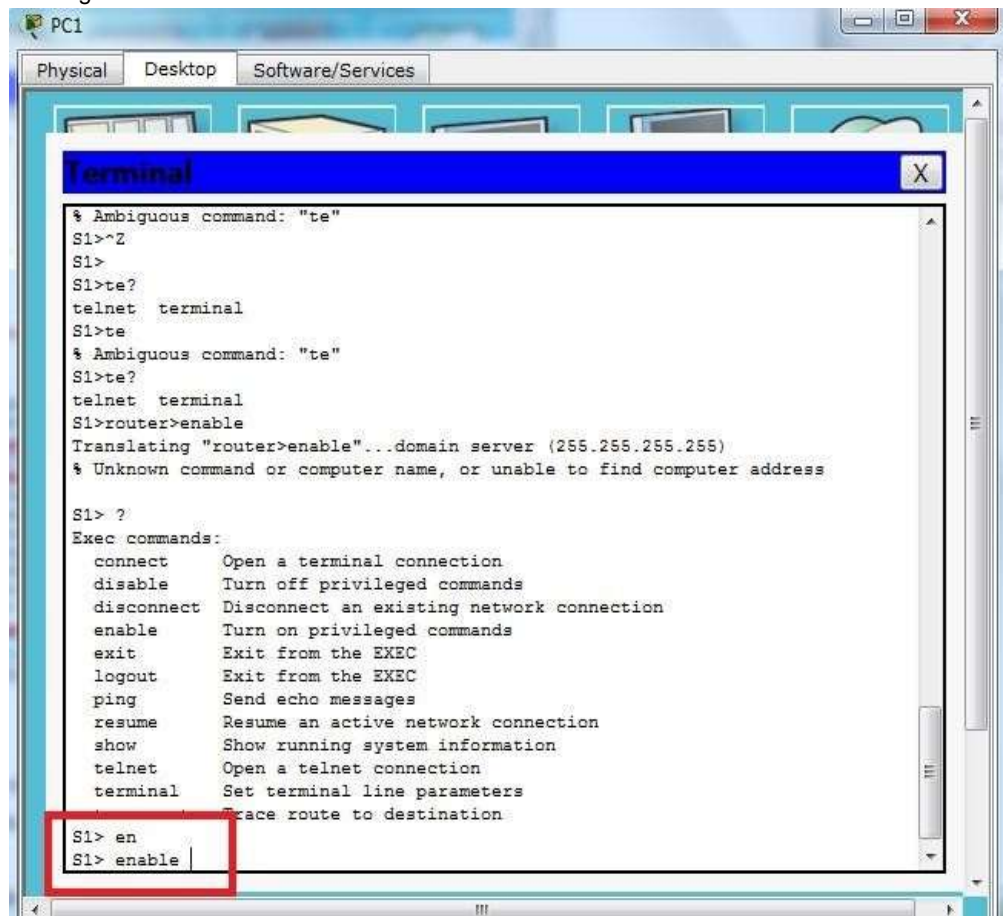 PC1
Physical Desktop Software/Services
Terminal X
% Ambiguous command: "te"
S1>^Z
S1>
S1>te?
telnet terminal
S1>te
% Ambiguous command: "te"
S1>te?
telnet terminal
S1>router>enable
Translating "router>enable"...domain server (255.255.255.255)
% Unknown command or computer name, or unable to find computer address
S1> ?
Exec commands:
connect Open a terminal connection
disable Turn off privileged commands
disconnect Disconnect an existing network connection
enable Turn on privileged commands
exit Exit from the EXEC
logout Exit from the EXEC
ping Send echo messages
resume Resume an active network connection
show Show running system information
telnet Open a telnet connection
terminal Set terminal line parameters
Trace route to destination
S1> en
S1> enable